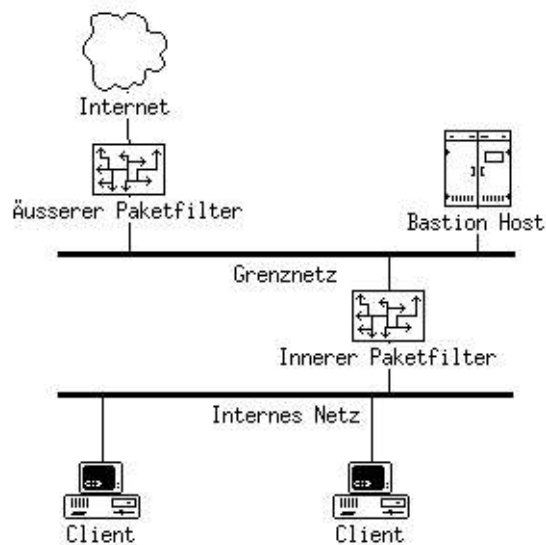 Internet
Äusserer Paketfilter
Bastion Host
Grenznetz
Innerer Paketfilter
Internes Netz
Client
Client